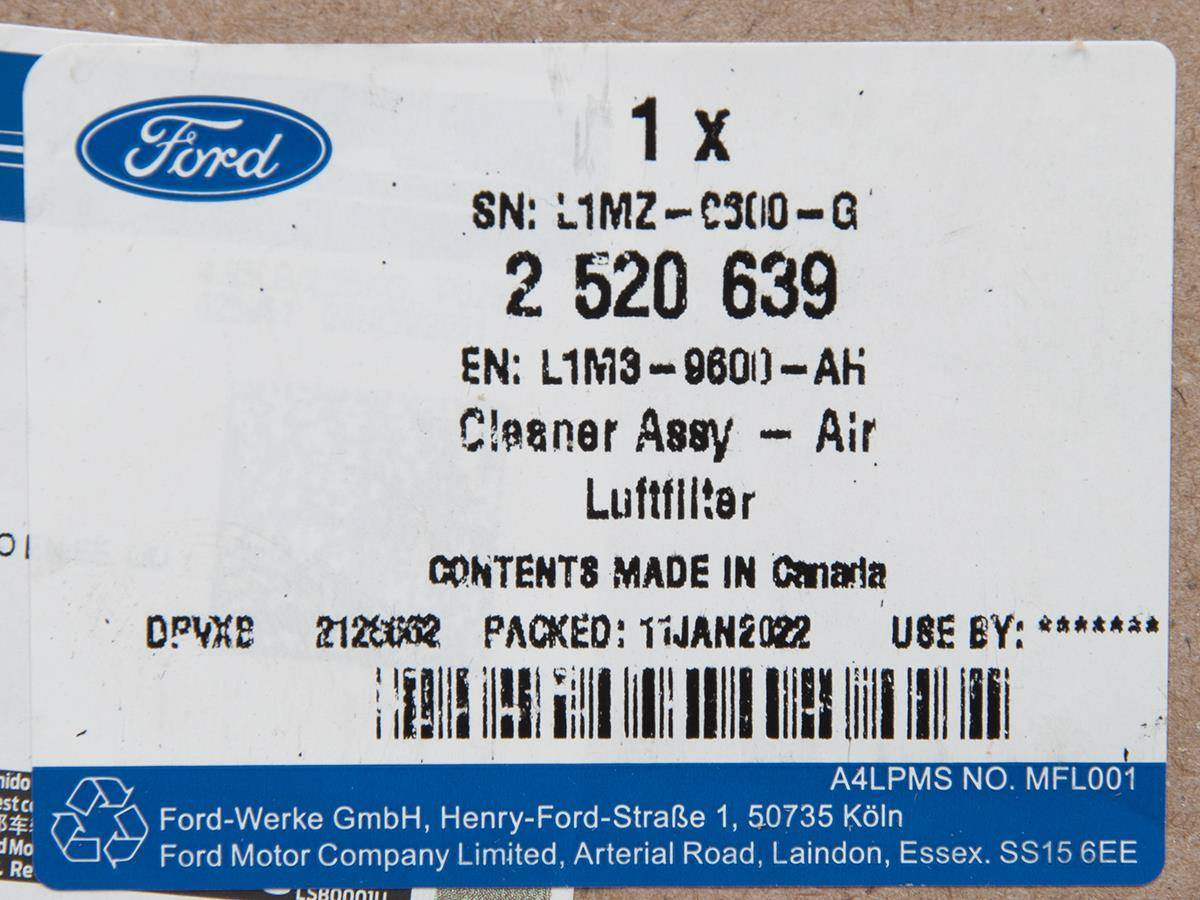 Ford
1 x
SN: L1MZ-9600-G
2 520 639
EN: L1M3-9600-AH
Cleaner Assy - Air
Luftfilter
CONTENTS MADE IN Canada
DPVXB PACKED: 11JAN2022 USE BY: *******
A4LPMS NO. MFL001
Ford-Werke GmbH, Henry-Ford-Straße 1, 50735 Köln
Ford Motor Company Limited, Arterial Road, Laindon, Essex. SS15 6EE